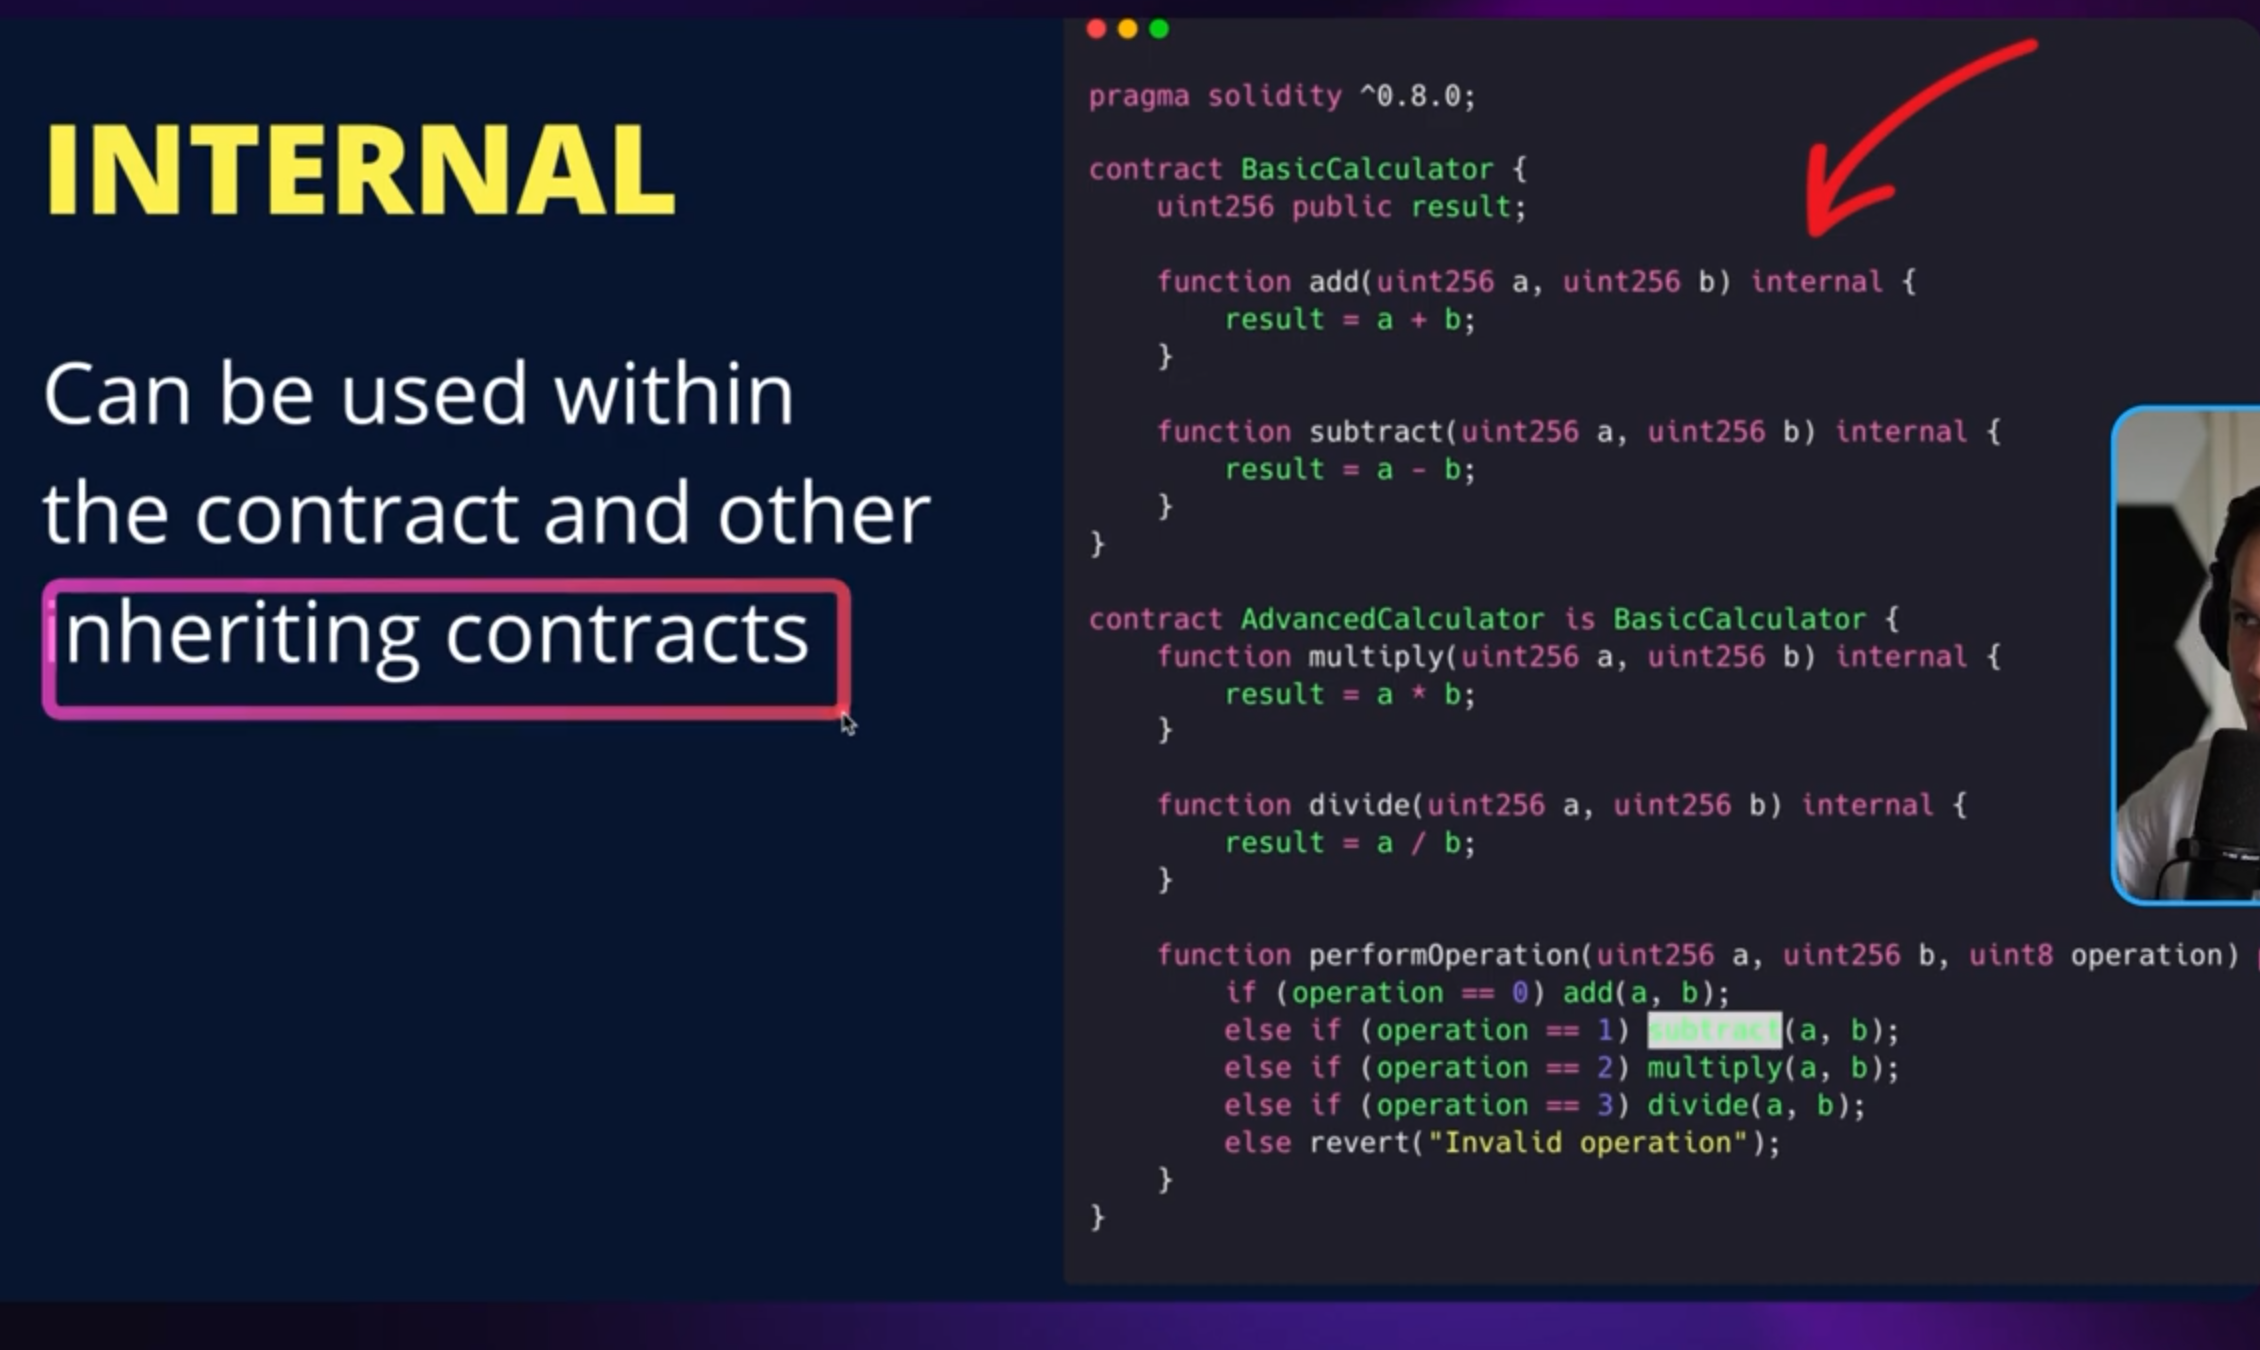 INTERNAL
Can be used within
the contract and other
inheriting contracts
pragma solidity ^0.8.0;
contract BasicCalculator {
uint256 public result;
function add(uint256 a, uint256 b) internal {
result = a + b;
}
function subtract(uint256 a, uint256 b) internal {
result = a - b;
}
}
contract AdvancedCalculator is BasicCalculator {
function multiply(uint256 a, uint256 b) internal {
result = a * b;
}
function divide(uint256 a, uint256 b) internal {
result = a / b;
}
function performOperation(uint256 a, uint256 b, uint8 operation)
if (operation == 0) add(a, b);
else if (operation == 1) subtract(a, b);
else if (operation == 2) multiply(a, b);
else if (operation == 3) divide(a, b);
else revert("Invalid operation");
}
}